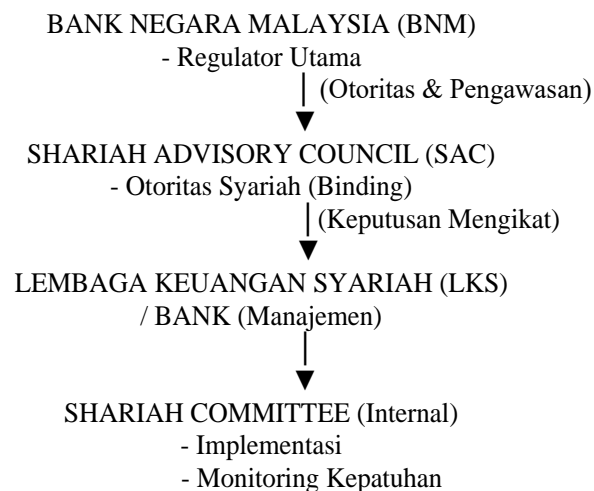 BANK NEGARA MALAYSIA (BNM)
- Regulator Utama
(Otoritas & Pengawasan)
SHARIAH ADVISORY COUNCIL (SAC)
- Otoritas Syariah (Binding)
(Keputusan Mengikat)
LEMBAGA KEUANGAN SYARIAH (LKS)
/ BANK (Manajemen)
SHARIAH COMMITTEE (Internal)
- Implementasi
- Monitoring Kepatuhan